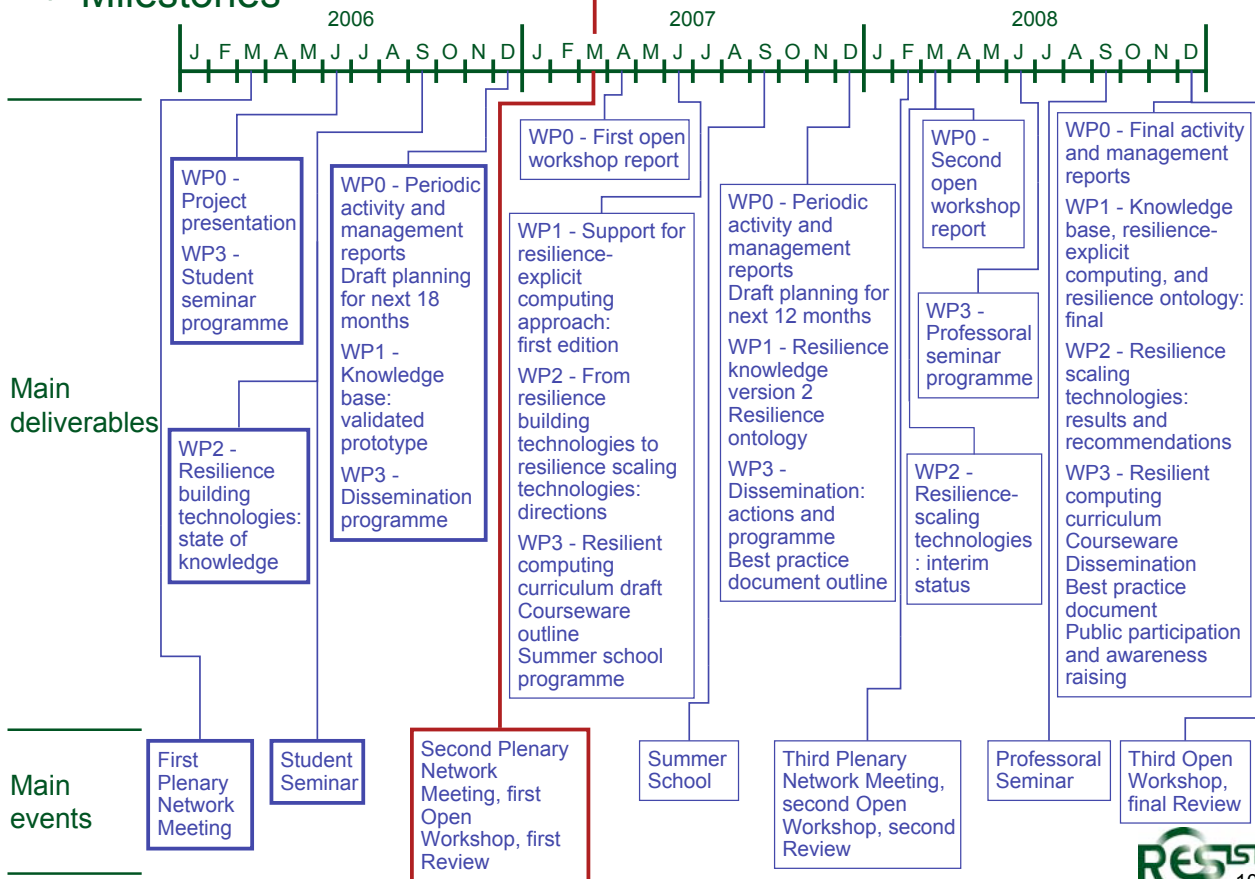 Milestones
2006 2007 2008
J F M A M J J A S O N D J F M A M J J A S O N D J F M A M J J A S O N D
Main
deliverables
WP0 -
Project
presentation
WP3 -
Student
seminar
programme
WP2 -
Resilience
building
technologies:
state of
knowledge
WP0 - Periodic
activity and
management
reports
Draft planning
for next 18
months
WP1 -
Knowledge
base:
validated
prototype
WP3 -
Dissemination
programme
WP0 - First open
workshop report
WP1 - Support for
resilience-
explicit
computing
approach:
first edition
WP2 - From
resilience
building
technologies to
resilience scaling
technologies:
directions
WP3 - Resilient
computing
curriculum draft
Courseware
outline
Summer school
programme
WP0 - Periodic
activity and
management
reports
Draft planning for
next 12 months
WP1 - Resilience
knowledge
version 2
Resilience
ontology
WP3 -
Dissemination:
actions and
programme
Best practice
document outline
WP0 -
Second
open
workshop
report
WP3 -
Professoral
seminar
programme
WP2 -
Resilience-
scaling
technologies
: interim
status
WP0 - Final activity
and management
reports
WP1 - Knowledge
base, resilience-
explicit
computing, and
resilience ontology:
final
WP2 - Resilience
scaling
technologies:
results and
recommendations
WP3 - Resilient
computing
curriculum
Courseware
Dissemination
Best practice
document
Public participation
and awareness
raising
Main
events
First
Plenary
Network
Meeting
Student
Seminar
Second Plenary
Network
Meeting, first
Open
Workshop, first
Review
Summer
School
Third Plenary
Network Meeting,
second Open
Workshop, second
Review
Professoral
Seminar
Third Open
Workshop,
final Review
RESIST